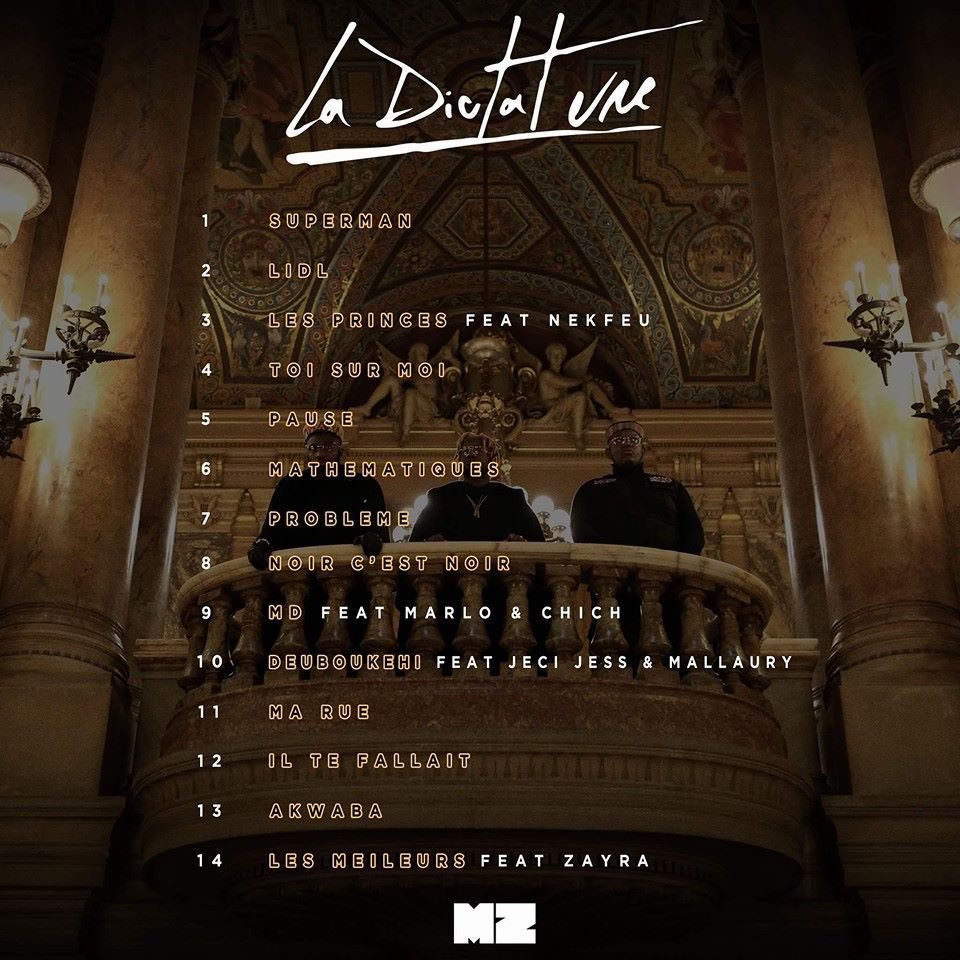 La Dictature
1 SUPERMAN
2 LIDL
3 LES PRINCES FEAT NEKFEU
4 TOI SUR MOI
5 PAUSE
6 MATHEMATIQUES
7 PROBLEME
8 NOIR C'EST NOIR
9 MD FEAT MARLO & CHICH
10 DEUBOUKEHI FEAT JECI JESS & MALLAURY
11 MA RUE
12 IL TE FALLAIT
13 AKWABA
14 LES MEILEURS FEAT ZAYRA
MZ